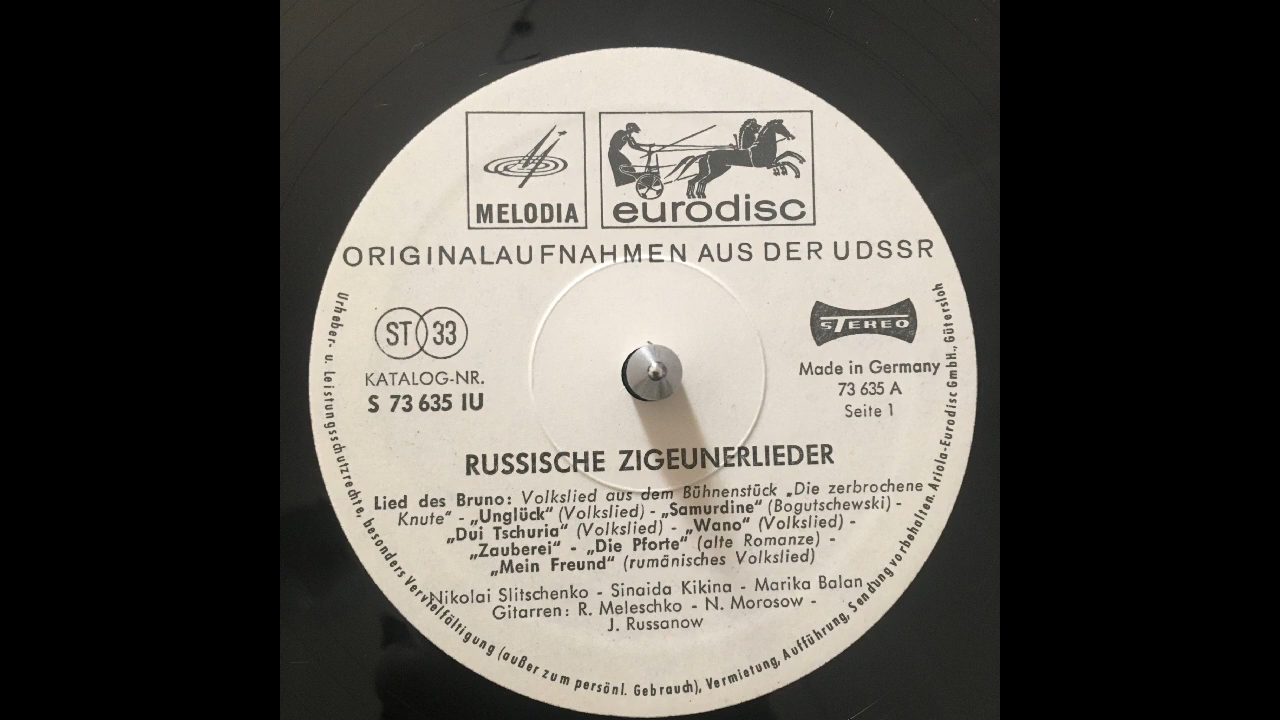 MELODIA
eurodisc
ORIGINALAUFNAHMEN AUS DER UDSSR
ST 33
KATALOG-NR.
S 73 635 IU
STEREO
Made in Germany
73 635 A
Seite 1
RUSSISCHE ZIGEUNERLIEDER
Lied des Bruno: Volkslied aus dem Bühnenstück „Die zerbrochene
Knute“ - „Unglück“ (Volkslied) - „Samurdine“ (Bogutschewski) -
„Dui Tschuria“ (Volkslied) - „Wano“ (Volkslied) -
„Zauberei“ - „Die Pforte“ (alte Romanze) -
„Mein Freund“ (rumänisches Volkslied)
Nikolai Slitschenko - Sinaida Kikina - Marika Balan -
Gitarren: R. Meleschko - N. Morosow -
J. Russanow
Urheber- u. Leistungsschutzrechte, besonders Vervielfältigung (außer zum persönl. Gebrauch), Vermietung, Aufführung, Sendung vorbehalten. Ariola-Eurodisc GmbH., Gütersloh